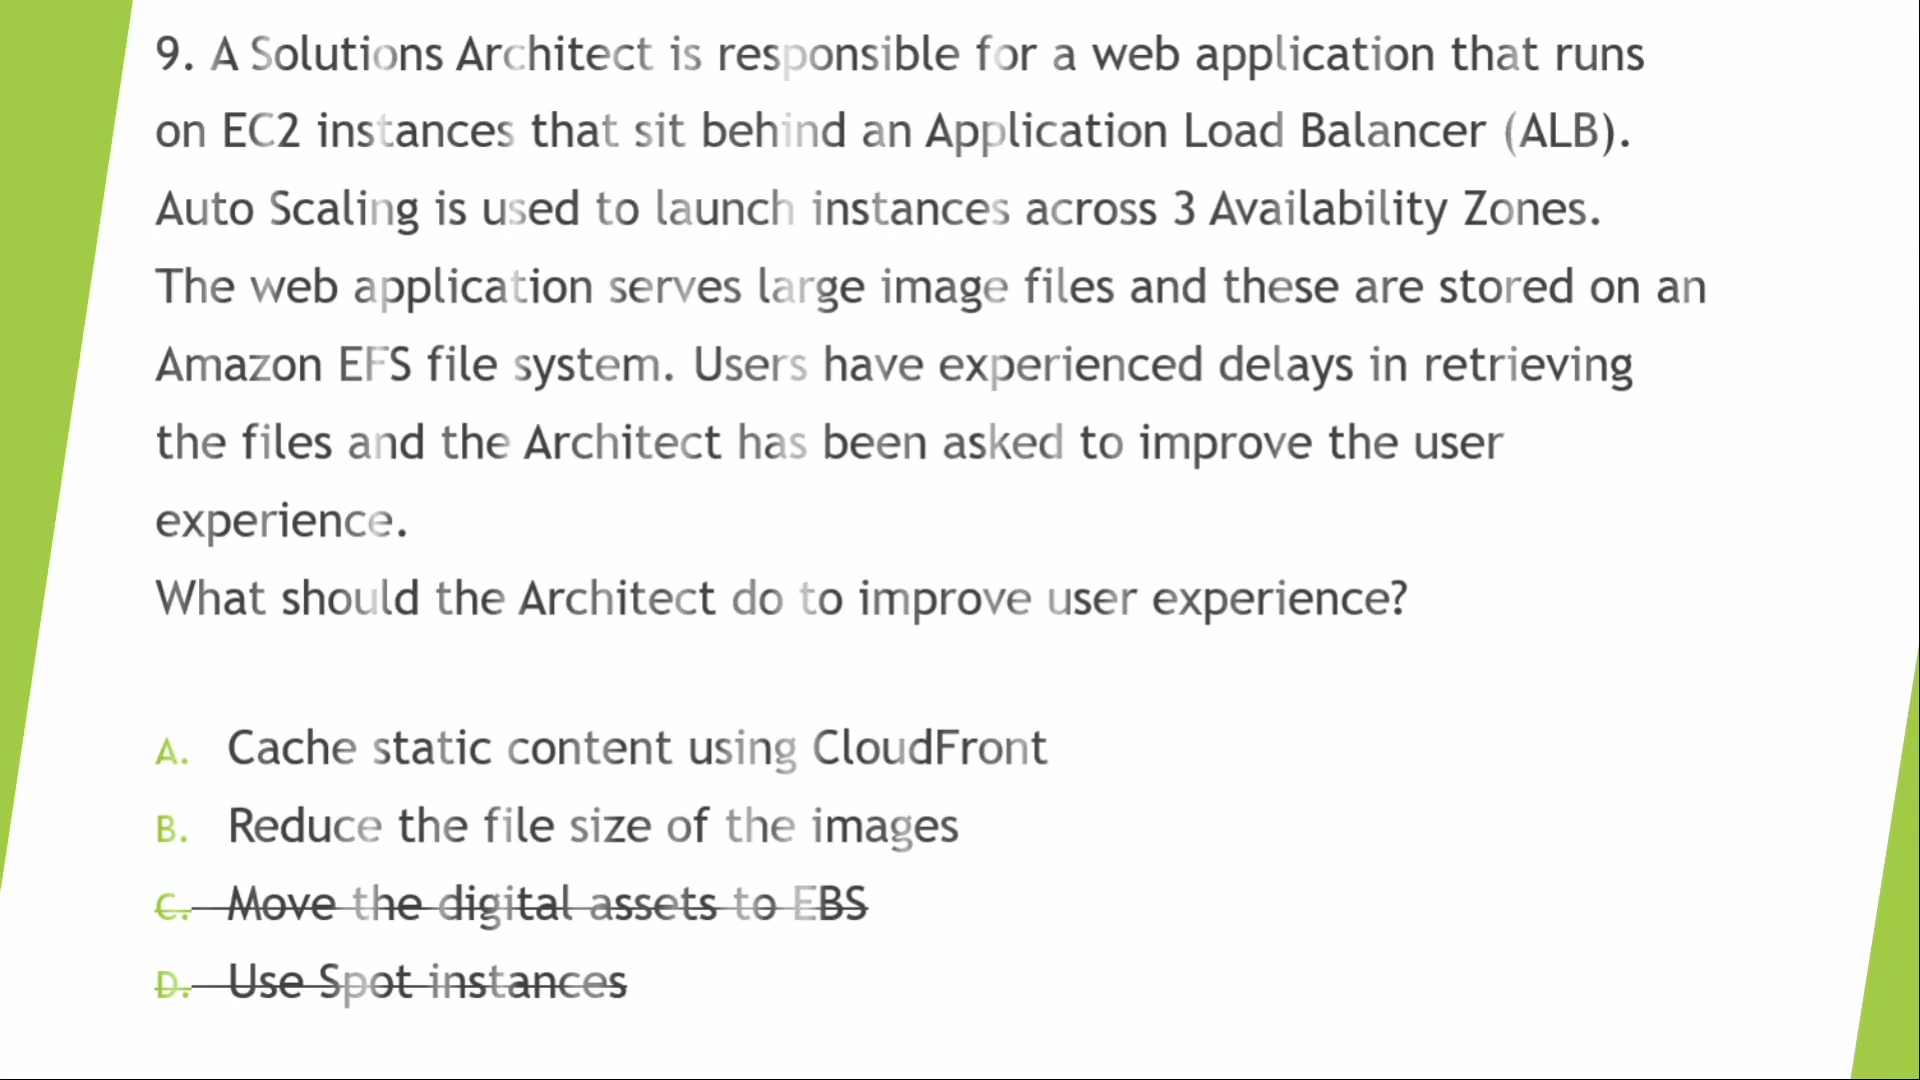 9. A Solutions Architect is responsible for a web application that runs
on EC2 instances that sit behind an Application Load Balancer (ALB).
Auto Scaling is used to launch instances across 3 Availability Zones.
The web application serves large image files and these are stored on an
Amazon EFS file system. Users have experienced delays in retrieving
the files and the Architect has been asked to improve the user
experience.
What should the Architect do to improve user experience?
A. Cache static content using CloudFront
B. Reduce the file size of the images
C. Move the digital assets to EBS
D. Use Spot instances